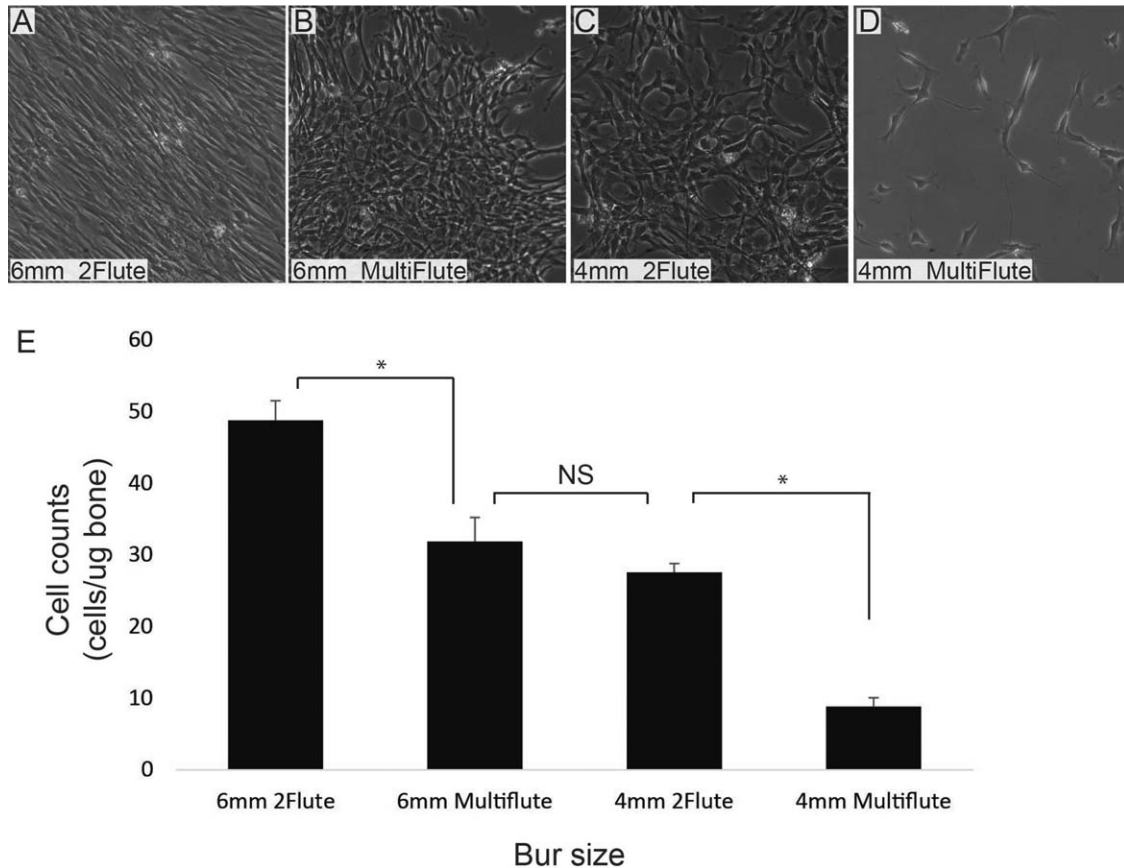 A
B
C
D
6mm 2Flute
6mm MultiFlute
4mm 2Flute
4mm MultiFlute
E
60
50
40
30
20
10
0
Cell counts
(cells/ug bone)
*
NS
*
6mm 2Flute
6mm Multiflute
4mm 2Flute
4mm Multiflute
Bur size